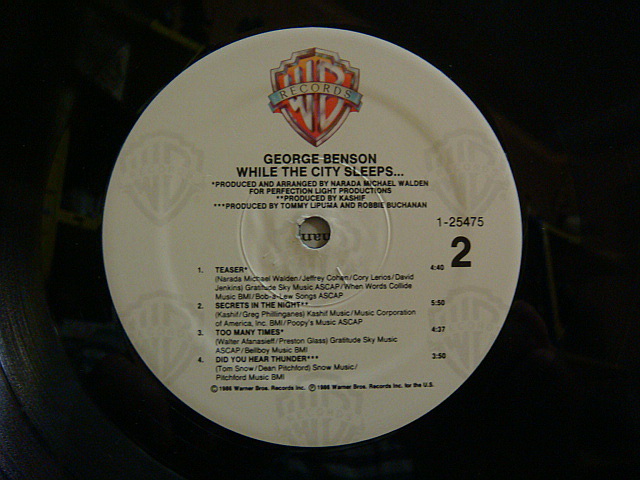 WB
RECORDS
GEORGE BENSON
WHILE THE CITY SLEEPS...
*PRODUCED AND ARRANGED BY NARADA MICHAEL WALDEN
FOR PERFECTION LIGHT PRODUCTIONS
**PRODUCED BY KASHIF
***PRODUCED BY TOMMY LIPUMA AND ROBBIE BUCHANAN
1-25475
2
1. TEASER* 4:40
(Narada Michael Walden/Jeffrey Cohen/Cory Lerios/David
Jenkins) Gratitude Sky Music ASCAP/When Words Collide
Music BMI/Bob-a-Lew Songs ASCAP
2. SECRETS IN THE NIGHT** 5:50
(Kashif/Greg Phillinganes) Kashif Music/Music Corporation
of America, Inc. BMI/Poopy's Music ASCAP
3. TOO MANY TIMES* 4:37
(Walter Afanasieff/Preston Glass) Gratitude Sky Music
ASCAP/Bellboy Music BMI
4. DID YOU HEAR THUNDER*** 3:50
(Tom Snow/Dean Pitchford) Snow Music/
Pitchford Music BMI
©1986 Warner Bros. Records Inc. ℗1986 Warner Bros. Records Inc. for the U.S.